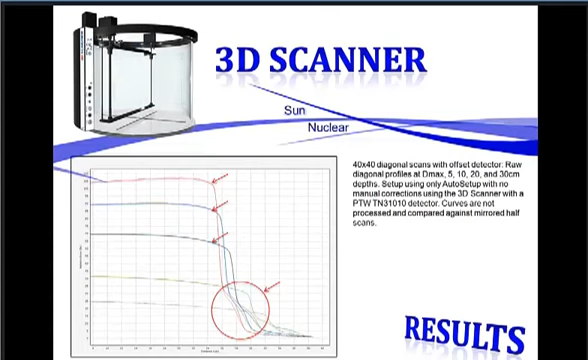 3D SCANNER
Sun
Nuclear
40x40 diagonal scans with offset detector: Raw
diagonal profiles at Dmax, 5, 10, 20, and 30cm
depths. Setup using only AutoSetup with no
manual corrections using the 3D Scanner with a
PTW TN31010 detector. Curves are not
processed and compared against mirrored half
scans.
RESULTS